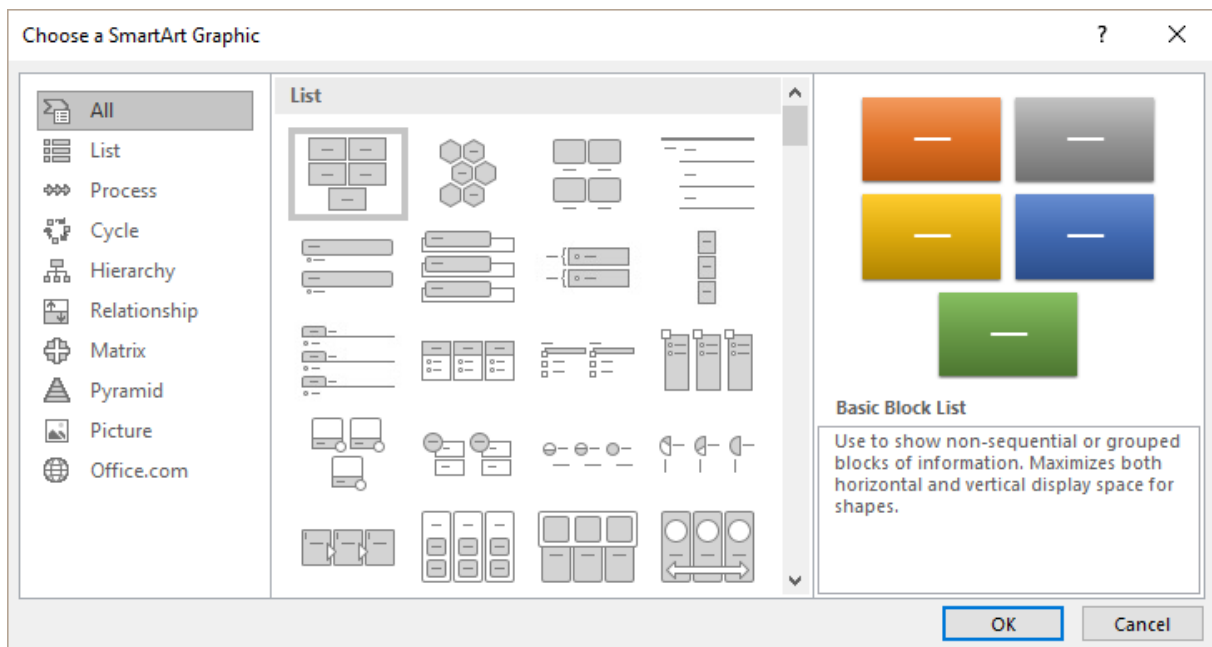 Choose a SmartArt Graphic
?
All
List
Process
Cycle
Hierarchy
Relationship
Matrix
Pyramid
Picture
Office.com
List
Basic Block List
Use to show non-sequential or grouped
blocks of information. Maximizes both
horizontal and vertical display space for
shapes.
OK
Cancel